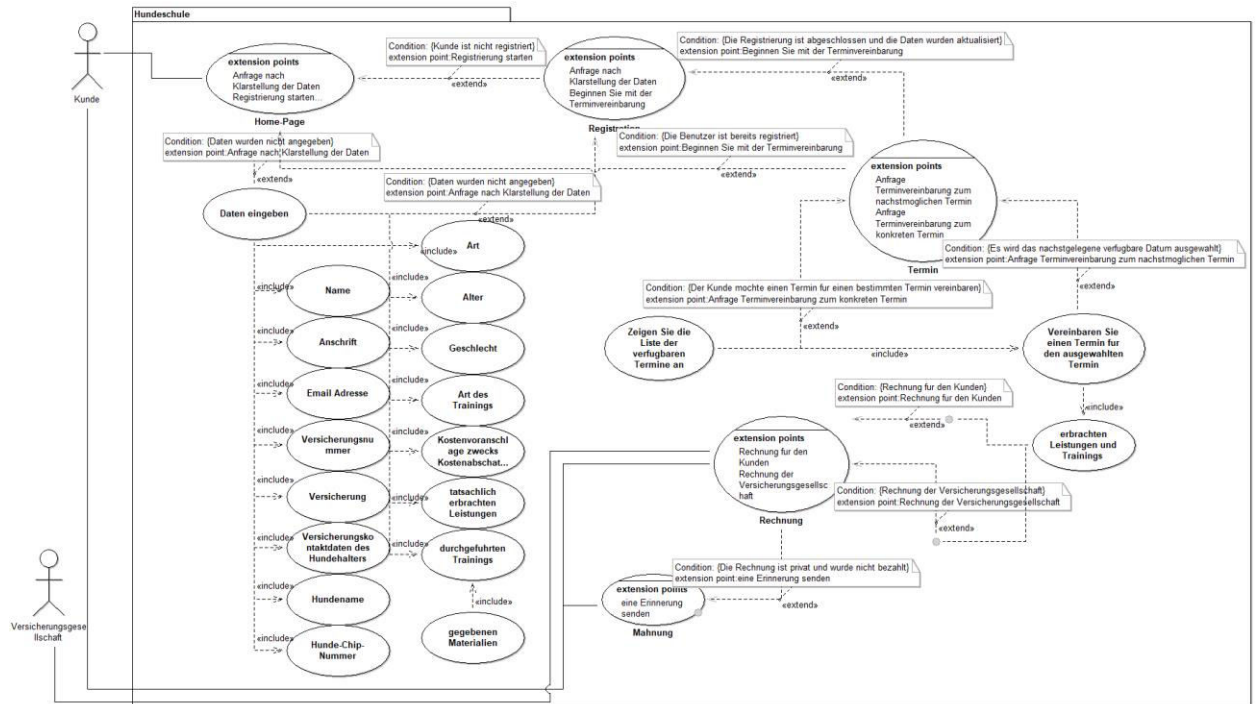 Hundeschule
Kunde
extension points
Anfrage nach
Klarstellung der Daten
Registrierung starten...
Home-Page
Condition: {Kunde ist nicht registriert}
extension point:Registrierung starten
«extend»
extension points
Anfrage nach
Klarstellung der Daten
Beginnen Sie mit der
Terminvereinbarung
Registration
Condition: {Die Registrierung ist abgeschlossen und die Daten wurden aktualisiert}
extension point:Beginnen Sie mit der Terminvereinbarung
«extend»
Condition: {Daten wurden nicht angegeben}
extension point:Anfrage nach Klarstellung der Daten
«extend»
Condition: {Die Benutzer ist bereits registriert}
extension point:Beginnen Sie mit der Terminvereinbarung
«extend»
Condition: {Daten wurden nicht angegeben}
extension point:Anfrage nach Klarstellung der Daten
«extend»
extension points
Anfrage
Terminvereinbarung zum
nachstmoglichen Termin
Anfrage
Terminvereinbarung zum
konkreten Termin
Termin
Daten eingeben
«include»
Art
«include»
Name
«include»
Alter
«include»
Anschrift
«include»
Geschlecht
«include»
Email Adresse
«include»
Art des
Trainings
«include»
Versicherungsnu
mmer
«include»
Kostenvoranschl
age zwecks
Kostenabschat...
«include»
Versicherung
«include»
tatsachlich
erbrachten
Leistungen
«include»
Versicherungsko
ntaktdaten des
Hundehalters
«include»
durchgefuhrten
Trainings
«include»
Hundename
«include»
gegebenen
Materialien
«include»
Hunde-Chip-
Nummer
Condition: {Es wird das nachstgelegene verfugbare Datum ausgewahlt}
extension point:Anfrage Terminvereinbarung zum nachstmoglichen Termin
«extend»
Condition: {Der Kunde mochte einen Termin fur einen bestimmten Termin vereinbaren}
extension point:Anfrage Terminvereinbarung zum konkreten Termin
«extend»
Zeigen Sie die
Liste der
verfugbaren
Termine an
«include»
Vereinbaren Sie
einen Termin fur
den ausgewahlten
Termin
«include»
erbrachten
Leistungen und
Trainings
Condition: {Rechnung fur den Kunden}
extension point:Rechnung fur den Kunden
«extend»
extension points
Rechnung fur den
Kunden
Rechnung der
Versicherungsgesellsc
haft
Rechnung
Condition: {Rechnung der Versicherungsgesellschaft}
extension point:Rechnung der Versicherungsgesellschaft
«extend»
Condition: {Die Rechnung ist privat und wurde nicht bezahlt}
extension point:eine Erinnerung senden
«extend»
extension points
eine Erinnerung
senden
Mahnung
Versicherungsgese
llschaft